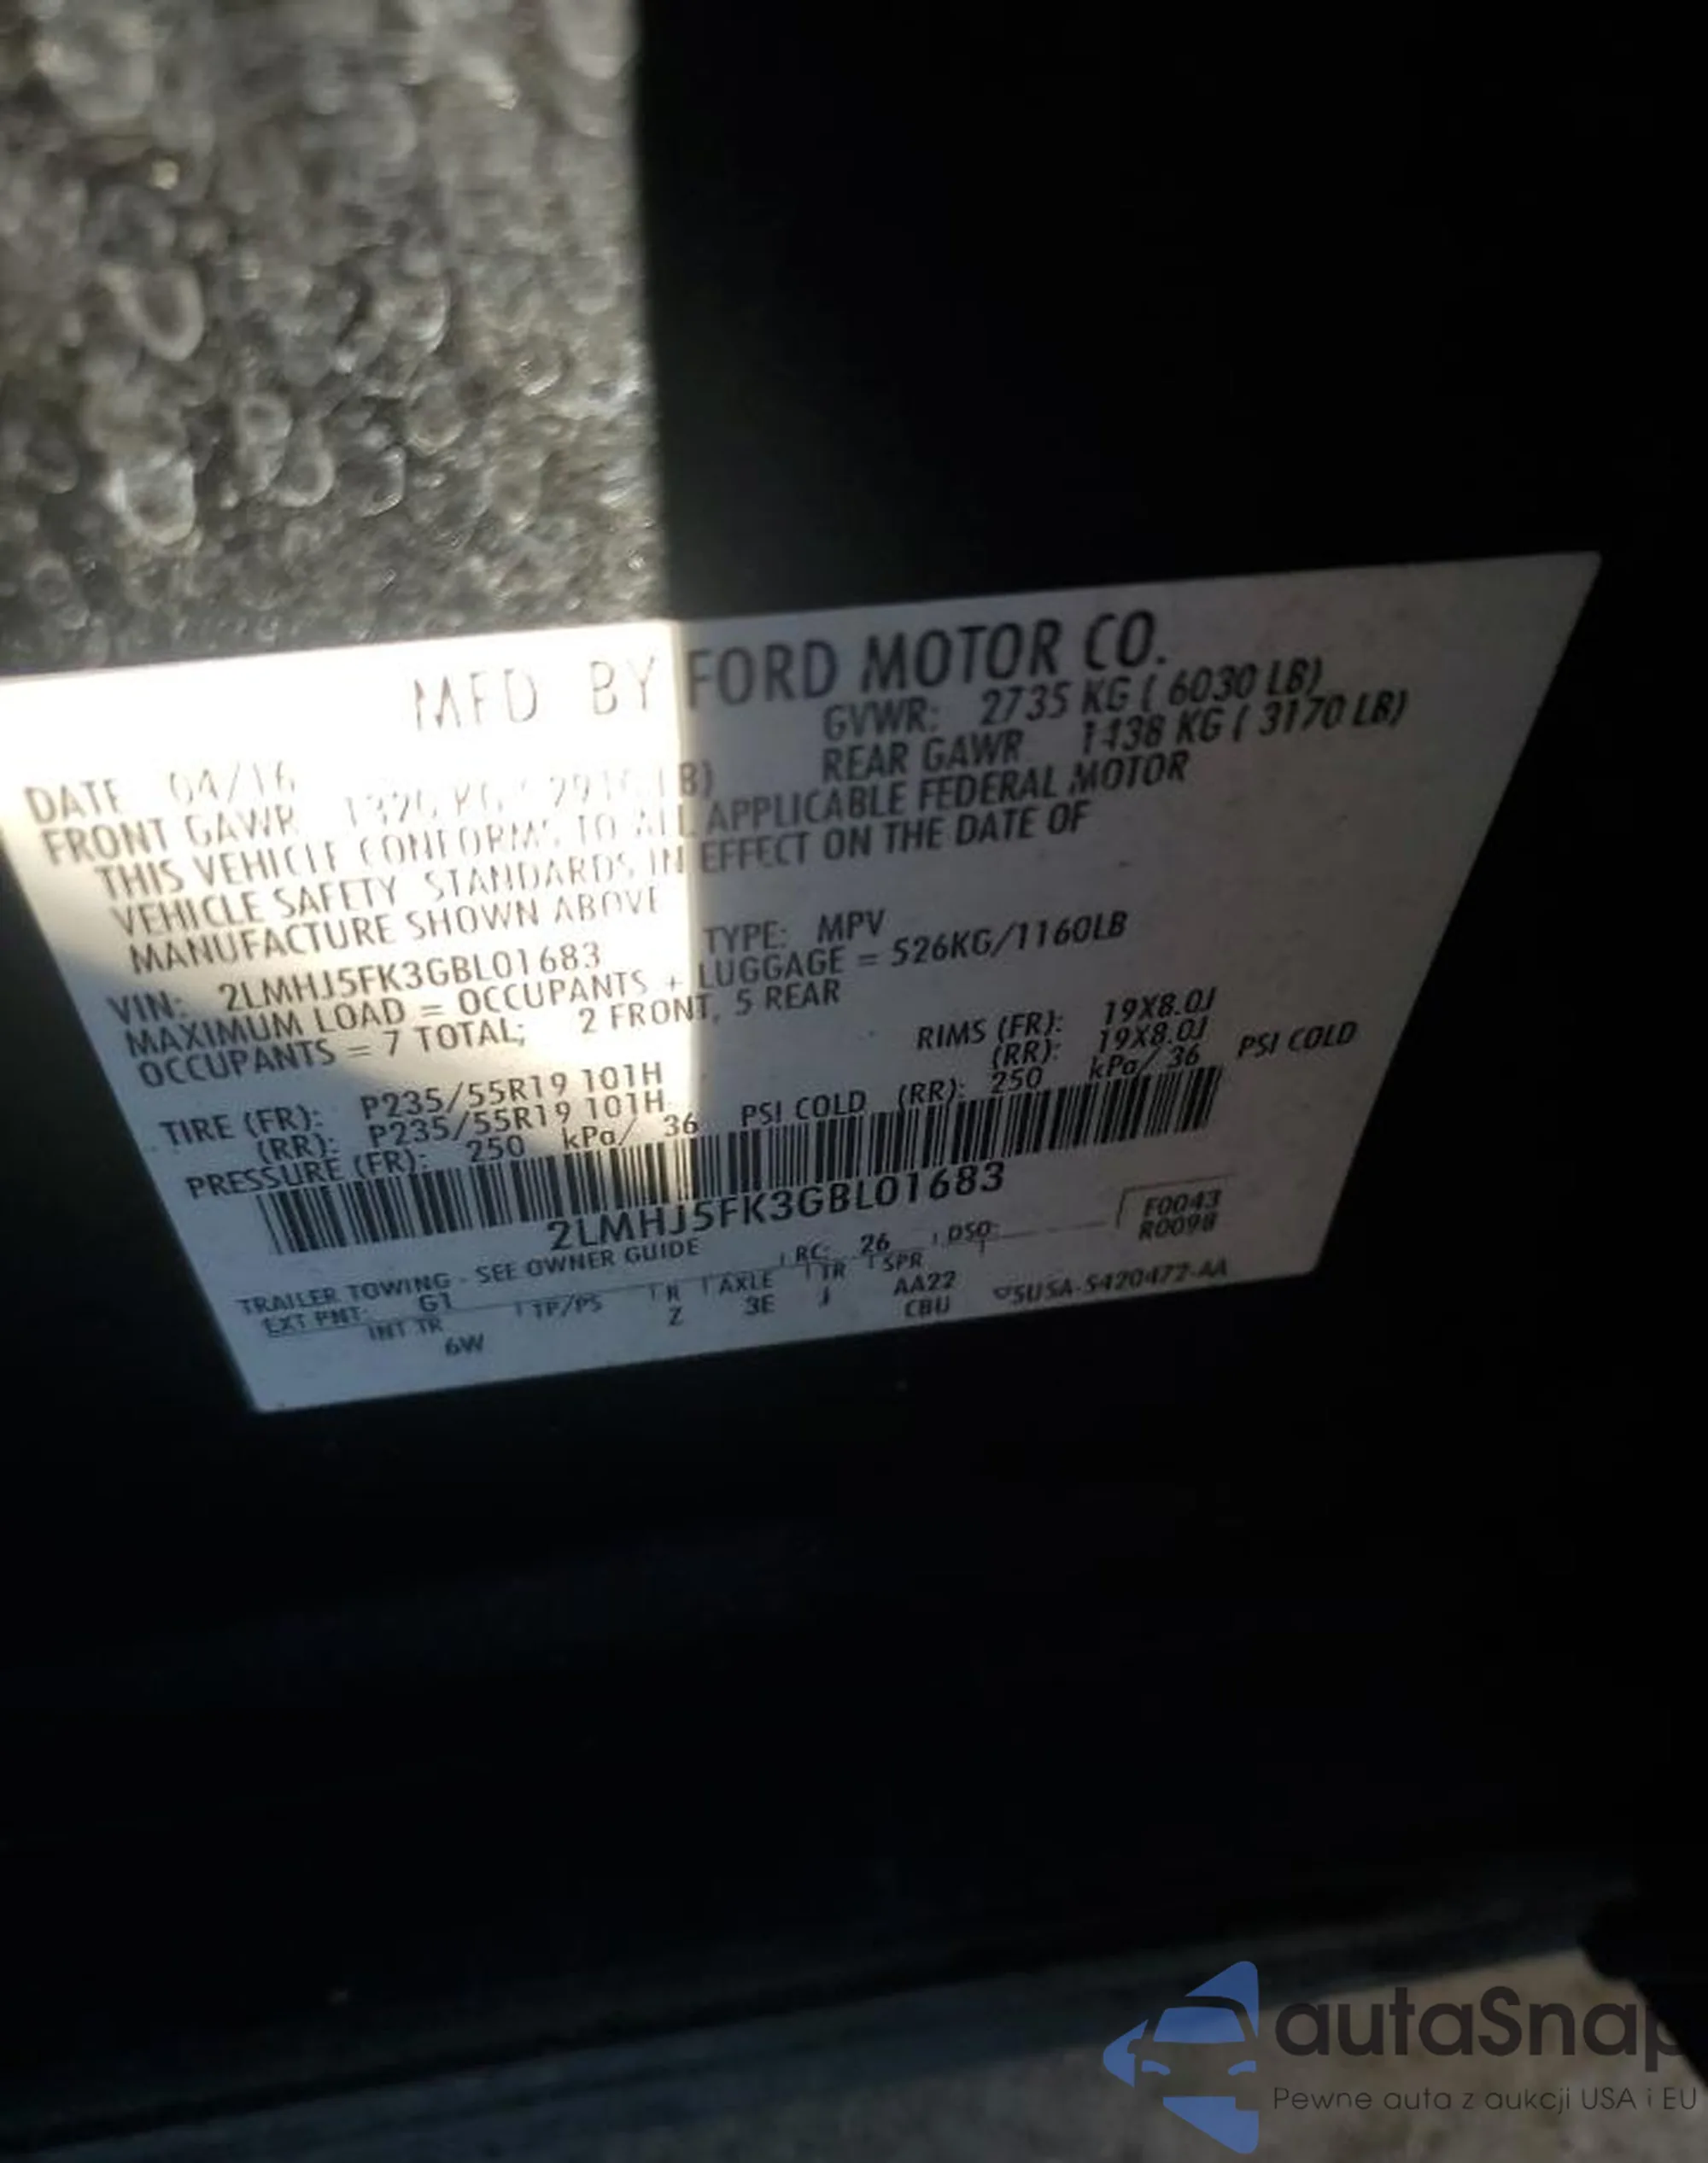 MFD BY FORD MOTOR CO.
DATE 04/16 GVWR: 2735 KG ( 6030 LB)
FRONT GAWR LB) REAR GAWR 1438 KG ( 3170 LB)
THIS VEHICLE CONFORMS TO ALL APPLICABLE FEDERAL MOTOR
VEHICLE SAFETY STANDARDS IN EFFECT ON THE DATE OF
MANUFACTURE SHOWN ABOVE
VIN: 2LMHJ5FK3GBL01683 TYPE: MPV
MAXIMUM LOAD = OCCUPANTS + LUGGAGE = 526KG/1160LB
OCCUPANTS = 7 TOTAL; 2 FRONT, 5 REAR
TIRE (FR): P235/55R19 101H RIMS (FR): 19X8.0J
(RR): P235/55R19 101H (RR): 19X8.0J
PRESSURE (FR): 250 kPa/ 36 PSI COLD (RR): 250 kPa/ 36 PSI COLD
2LMHJ5FK3GBL01683
TRAILER TOWING - SEE OWNER GUIDE RC: 26 DSO: F0043
EXT PNT: G1 R0098
INT TR TP/PS R AXLE TR SPR
6W Z 3E J AA22
CBU
autaSnap
Pewne auta z aukcji USA i EU